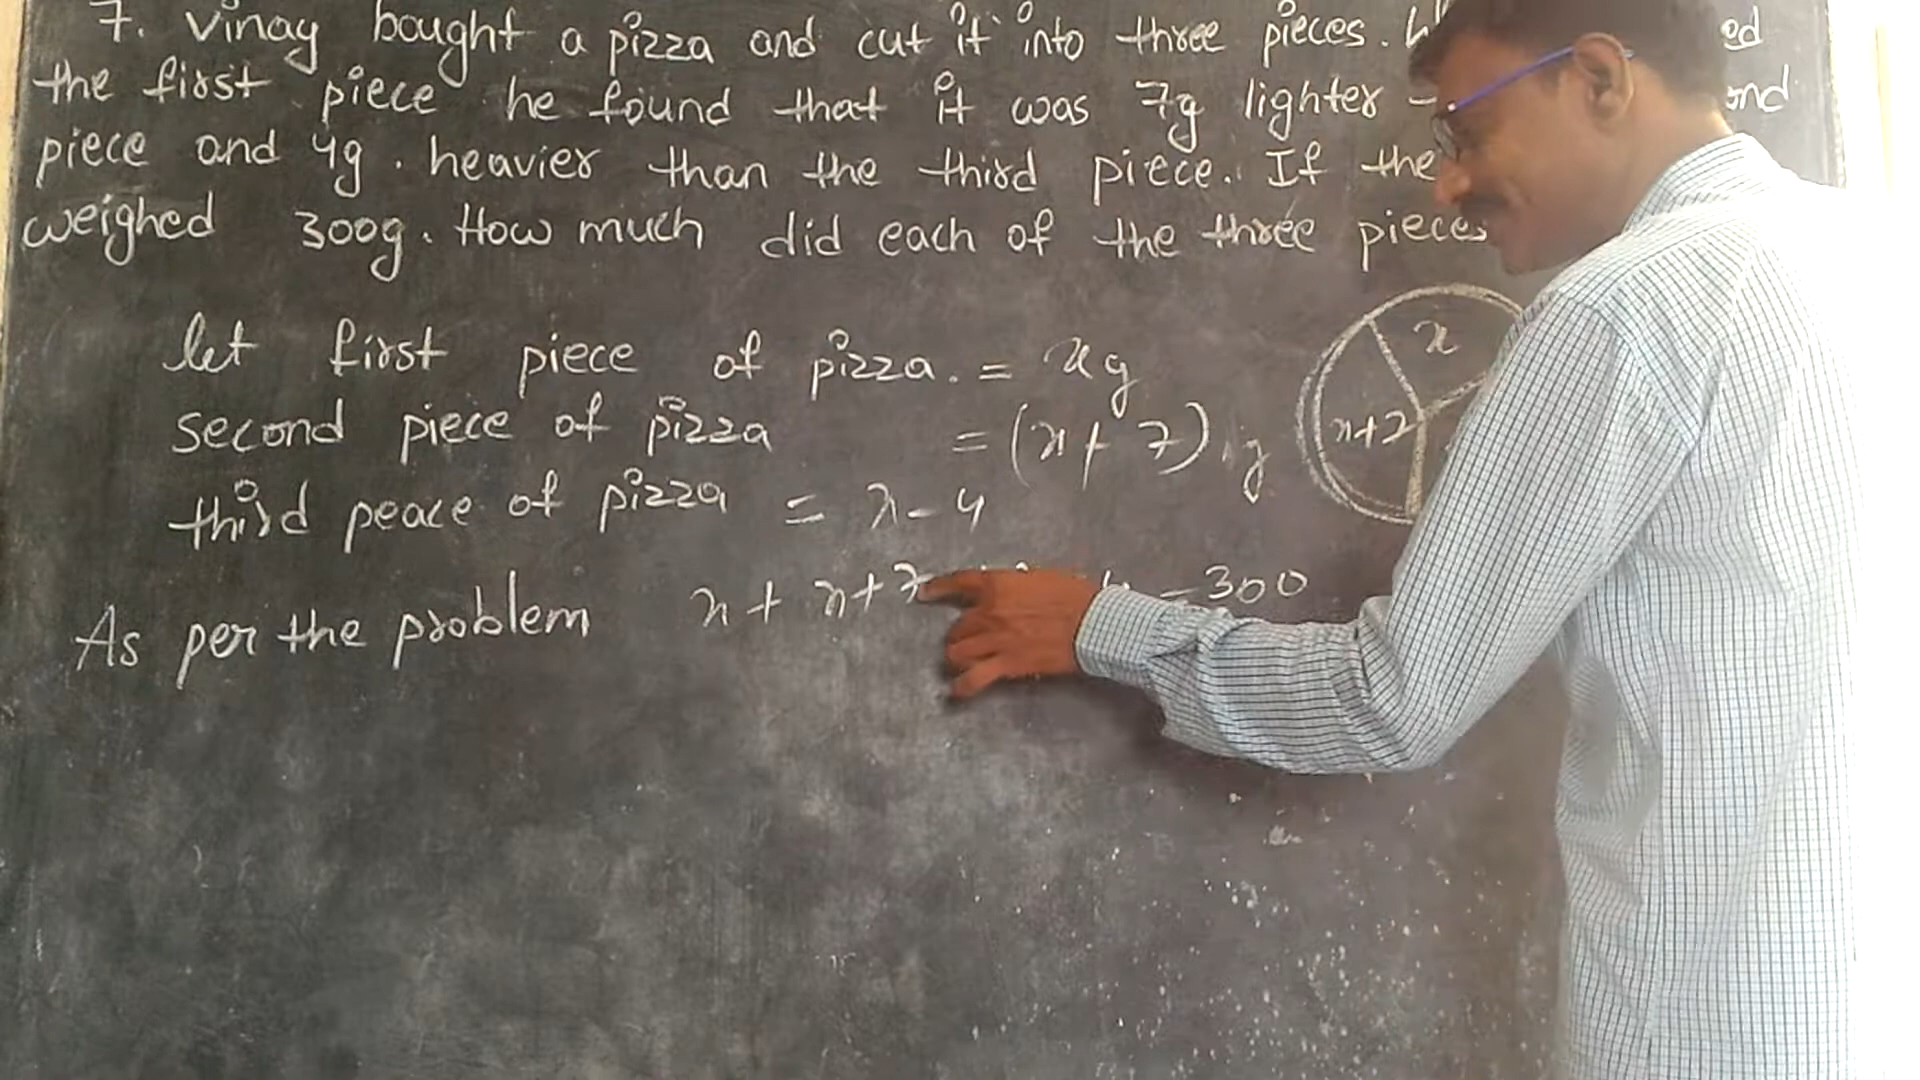 7. Vinay bought a pizza and cut it into three pieces. ed
the first piece he found that it was 7g lighter ond
piece and 4g. heavier than the third piece. If the
weighed 300g. How much did each of the three pieces
let first piece of pizza. = x g
second piece of pizza = (x + 7) g
third peace of pizza = x - 4
As per the problem x + x + 7 = 300
x
x+7